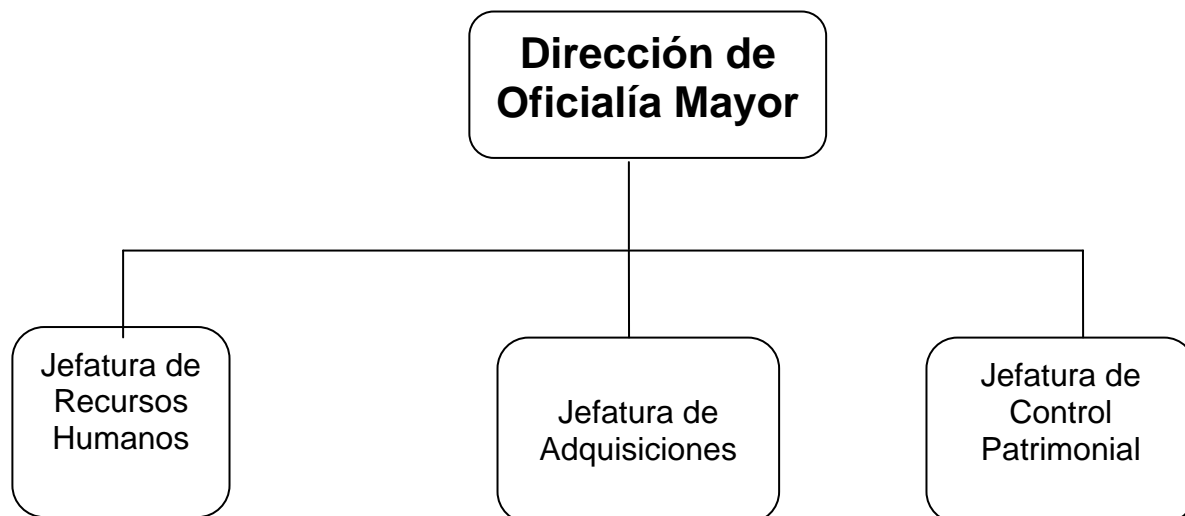 Dirección de
Oficialía Mayor
Jefatura de
Recursos
Humanos
Jefatura de
Adquisiciones
Jefatura de
Control
Patrimonial